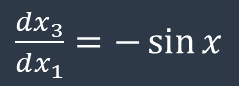 dx₃/dx₁ = − sin x